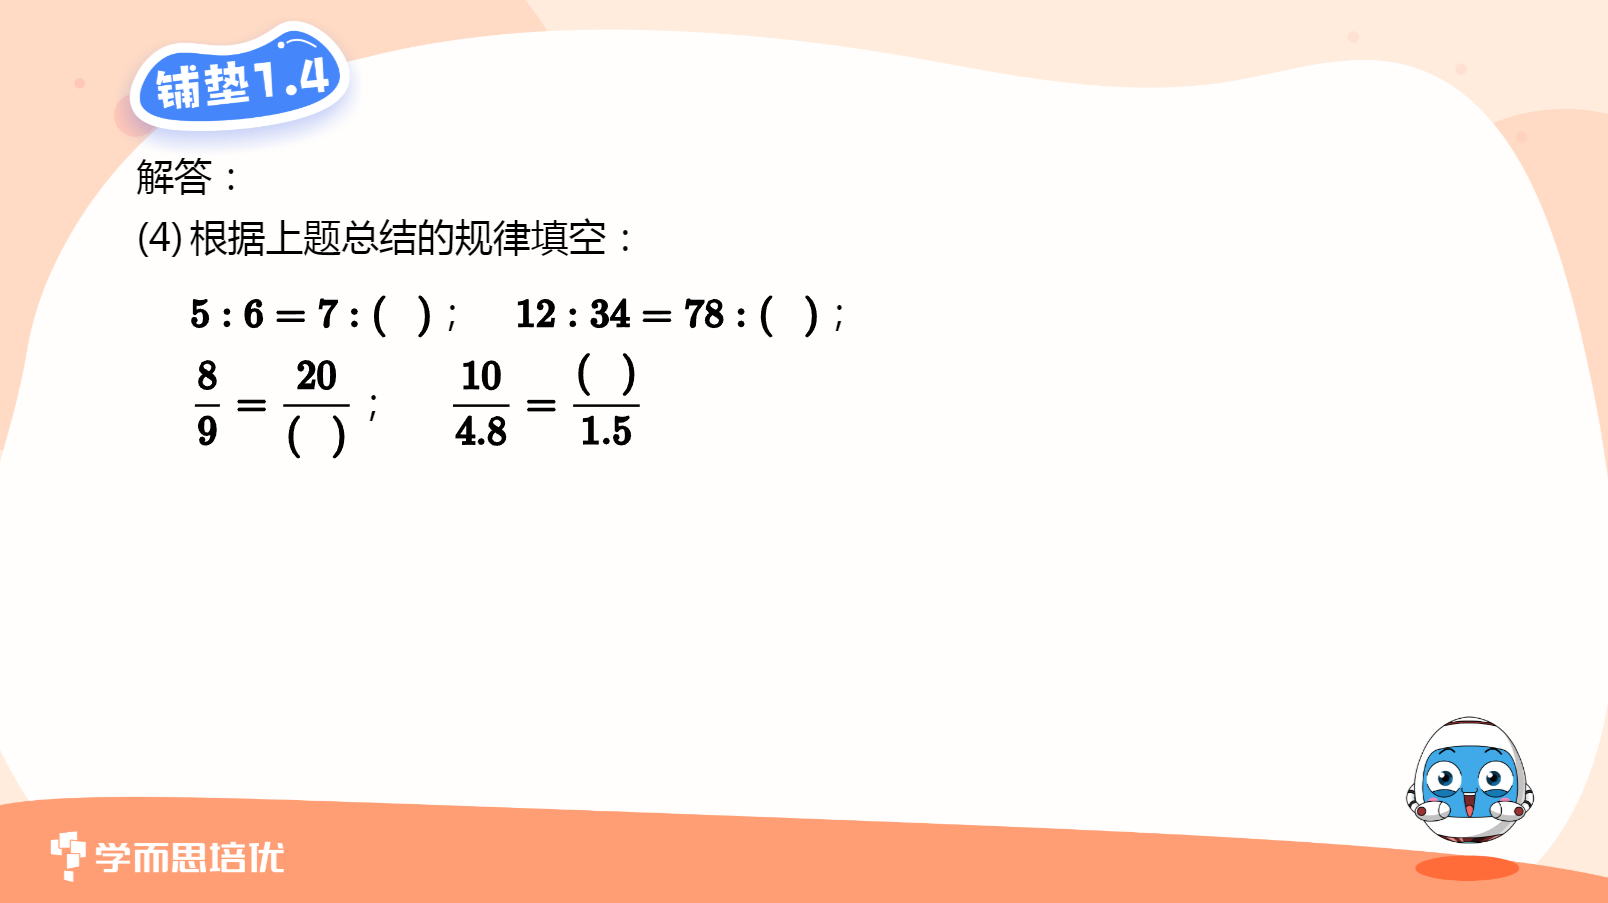 铺垫1.4
解答：
(4) 根据上题总结的规律填空：
5 : 6 = 7 : (   ) ;   12 : 34 = 78 : (   ) ;
8/9 = 20/(   ) ;   10/4.8 = (   )/1.5
学而思培优